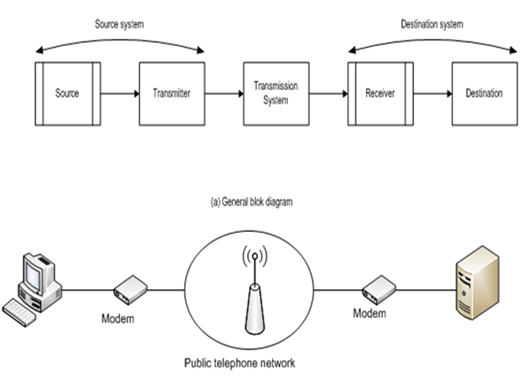 Source system
Destination system
Source
Transmitter
Transmission
System
Receiver
Destination
(a) General blok diagram
Modem
Modem
Public telephone network